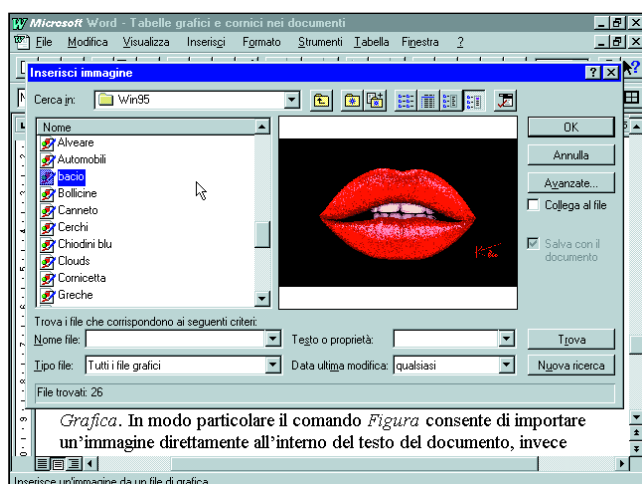 Microsoft Word - Tabelle grafici e cornici nei documenti
File Modifica Visualizza Inserisci Formato Strumenti Tabella Finestra ?
Inserisci immagine
Cerca in: Win95
Nome
Alveare
Automobili
bacio
Bollicine
Canneto
Cerchi
Chiodini blu
Clouds
Cornicetta
Greche
OK
Annulla
Avanzate...
Collega al file
Salva con il
documento
Trova i file che corrispondono ai seguenti criteri:
Nome file: Testo o proprietà: Trova
Tipo file: Tutti i file grafici Data ultima modifica: qualsiasi Nuova ricerca
File trovati: 26
Grafica. In modo particolare il comando Figura consente di importare
un'immagine direttamente all'interno del testo del documento, invece
Inserisce un'immagine da un file di grafica